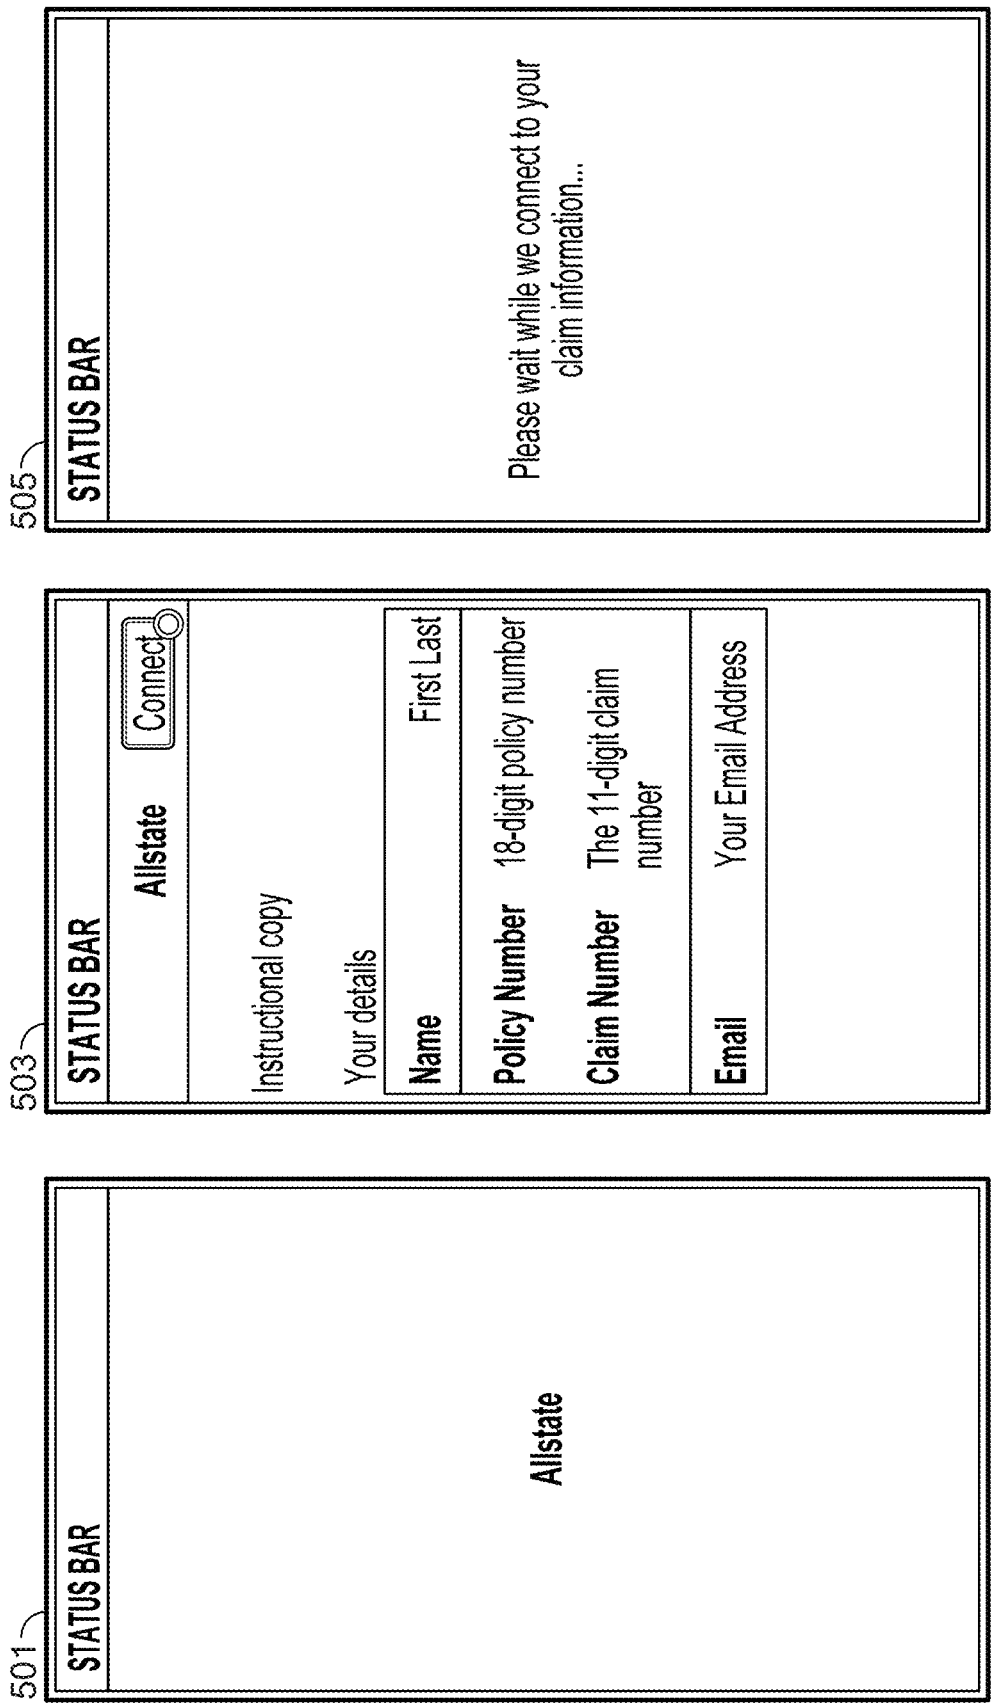 501
STATUS BAR
Allstate
503
STATUS BAR
Allstate
Connect
Instructional copy
Your details
Name First Last
Policy Number 18-digit policy number
Claim Number The 11-digit claim
number
Email Your Email Address
505
STATUS BAR
Please wait while we connect to your
claim information...